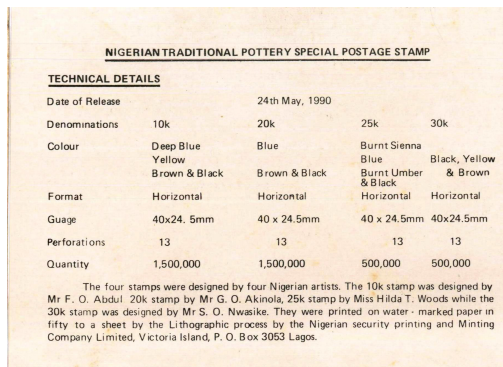 NIGERIAN TRADITIONAL POTTERY SPECIAL POSTAGE STAMP
TECHNICAL DETAILS
Date of Release 24th May, 1990
Denominations 10k 20k 25k 30k
Colour Deep Blue Blue Burnt Sienna
Yellow Blue Black, Yellow
Brown & Black Brown & Black Burnt Umber & Brown
& Black
Format Horizontal Horizontal Horizontal Horizontal
Guage 40x24. 5mm 40 x 24.5mm 40 x 24.5mm 40x24.5mm
Perforations 13 13 13 13
Quantity 1,500,000 1,500,000 500,000 500,000
The four stamps were designed by four Nigerian artists. The 10k stamp was designed by
Mr F. O. Abdul 20k stamp by Mr G. O. Akinola, 25k stamp by Miss Hilda T. Woods while the
30k stamp was designed by Mr S. O. Nwasike. They were printed on water - marked paper in
fifty to a sheet by the Lithographic process by the Nigerian security printing and Minting
Company Limited, Victoria Island, P. O. Box 3053 Lagos.